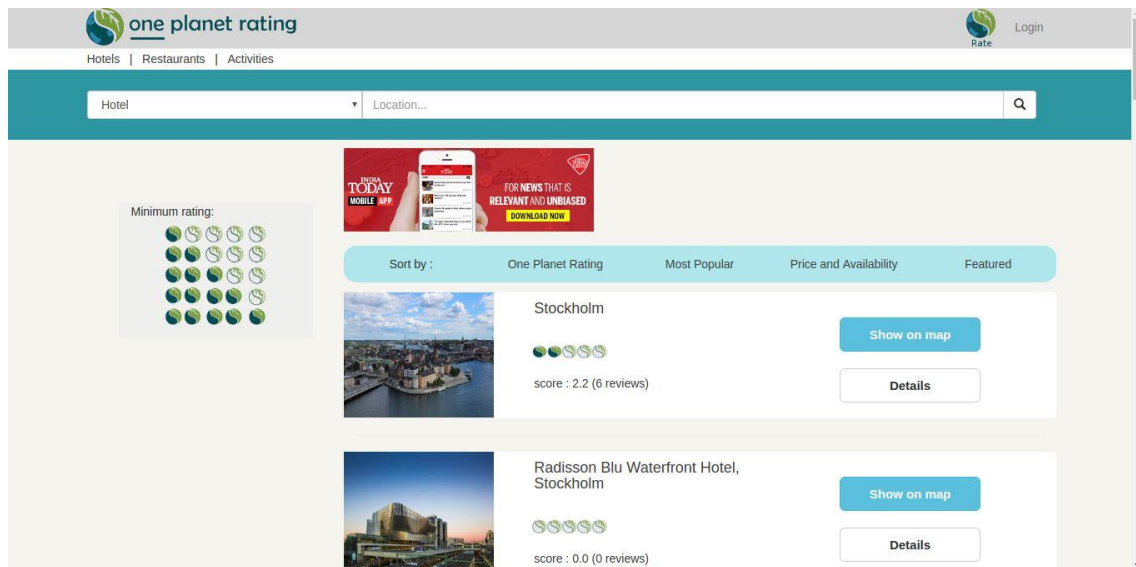 one planet rating
Rate
Login
Hotels | Restaurants | Activities
Hotel
Location...
INDIA
TODAY
MOBILE APP
FOR NEWS THAT IS
RELEVANT AND UNBIASED
DOWNLOAD NOW
Minimum rating:
Sort by : One Planet Rating Most Popular Price and Availability Featured
Stockholm
Show on map
score : 2.2 (6 reviews)
Details
Radisson Blu Waterfront Hotel,
Stockholm
Show on map
Details
score : 0.0 (0 reviews)